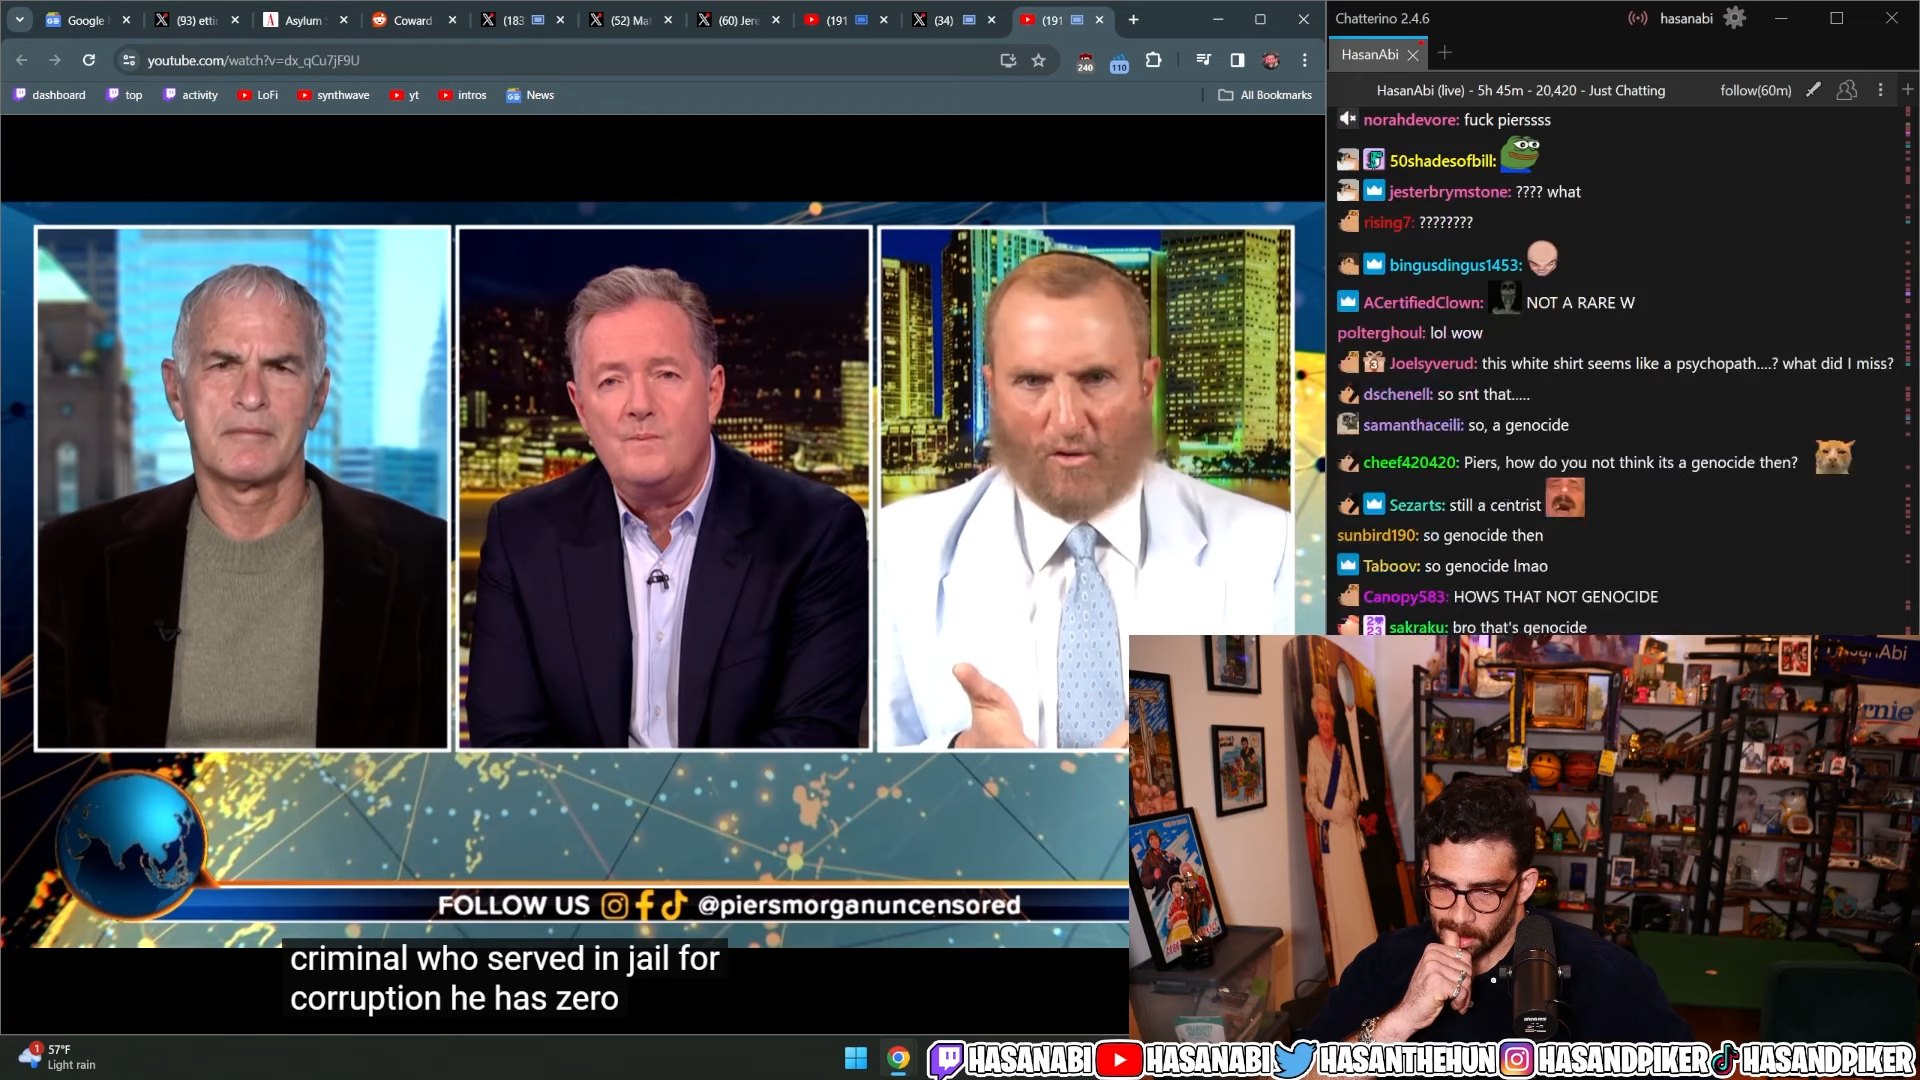 Google
(93) etti
Asylum
Coward
(183
(52) Mat
(60) Jere
(191
(34)
(191
youtube.com/watch?v=dx_qCu7jF9U
240
110
dashboard
top
activity
LoFi
synthwave
yt
intros
News
All Bookmarks
Chatterino 2.4.6
hasanabi
HasanAbi
HasanAbi (live) - 5h 45m - 20,420 - Just Chatting
follow(60m)
norahdevore: fuck pierssss
50shadesofbill:
jesterbrymstone: ???? what
rising7: ????????
bingusdingus1453:
ACertifiedClown: NOT A RARE W
polterghoul: lol wow
Joelsyverud: this white shirt seems like a psychopath....? what did I miss?
dschenell: so snt that.....
samanthaceili: so, a genocide
cheef420420: Piers, how do you not think its a genocide then?
Sezarts: still a centrist
sunbird190: so genocide then
Taboov: so genocide lmao
Canopy583: HOWS THAT NOT GENOCIDE
sakraku: bro that's genocide
FOLLOW US @piersmorganuncensored
criminal who served in jail for
corruption he has zero
1
57°F
Light rain
HASANABI HASANABI HASANTHEHUN HASANDPIKER HASANDPIKER